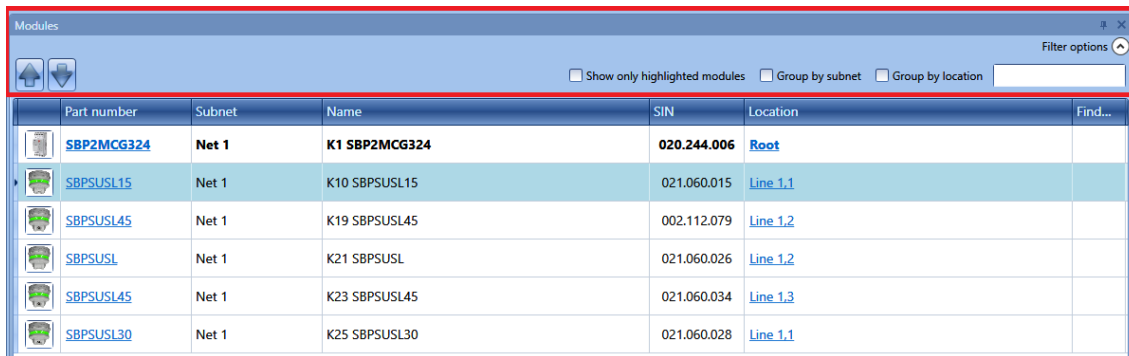 Modules
Filter options
Show only highlighted modules Group by subnet Group by location
Part number Subnet Name SIN Location Find...
SBP2MCG324 Net 1 K1 SBP2MCG324 020.244.006 Root
SBPSUSL15 Net 1 K10 SBPSUSL15 021.060.015 Line 1,1
SBPSUSL45 Net 1 K19 SBPSUSL45 002.112.079 Line 1,2
SBPSUSL Net 1 K21 SBPSUSL 021.060.026 Line 1,2
SBPSUSL45 Net 1 K23 SBPSUSL45 021.060.034 Line 1,3
SBPSUSL30 Net 1 K25 SBPSUSL30 021.060.028 Line 1,1